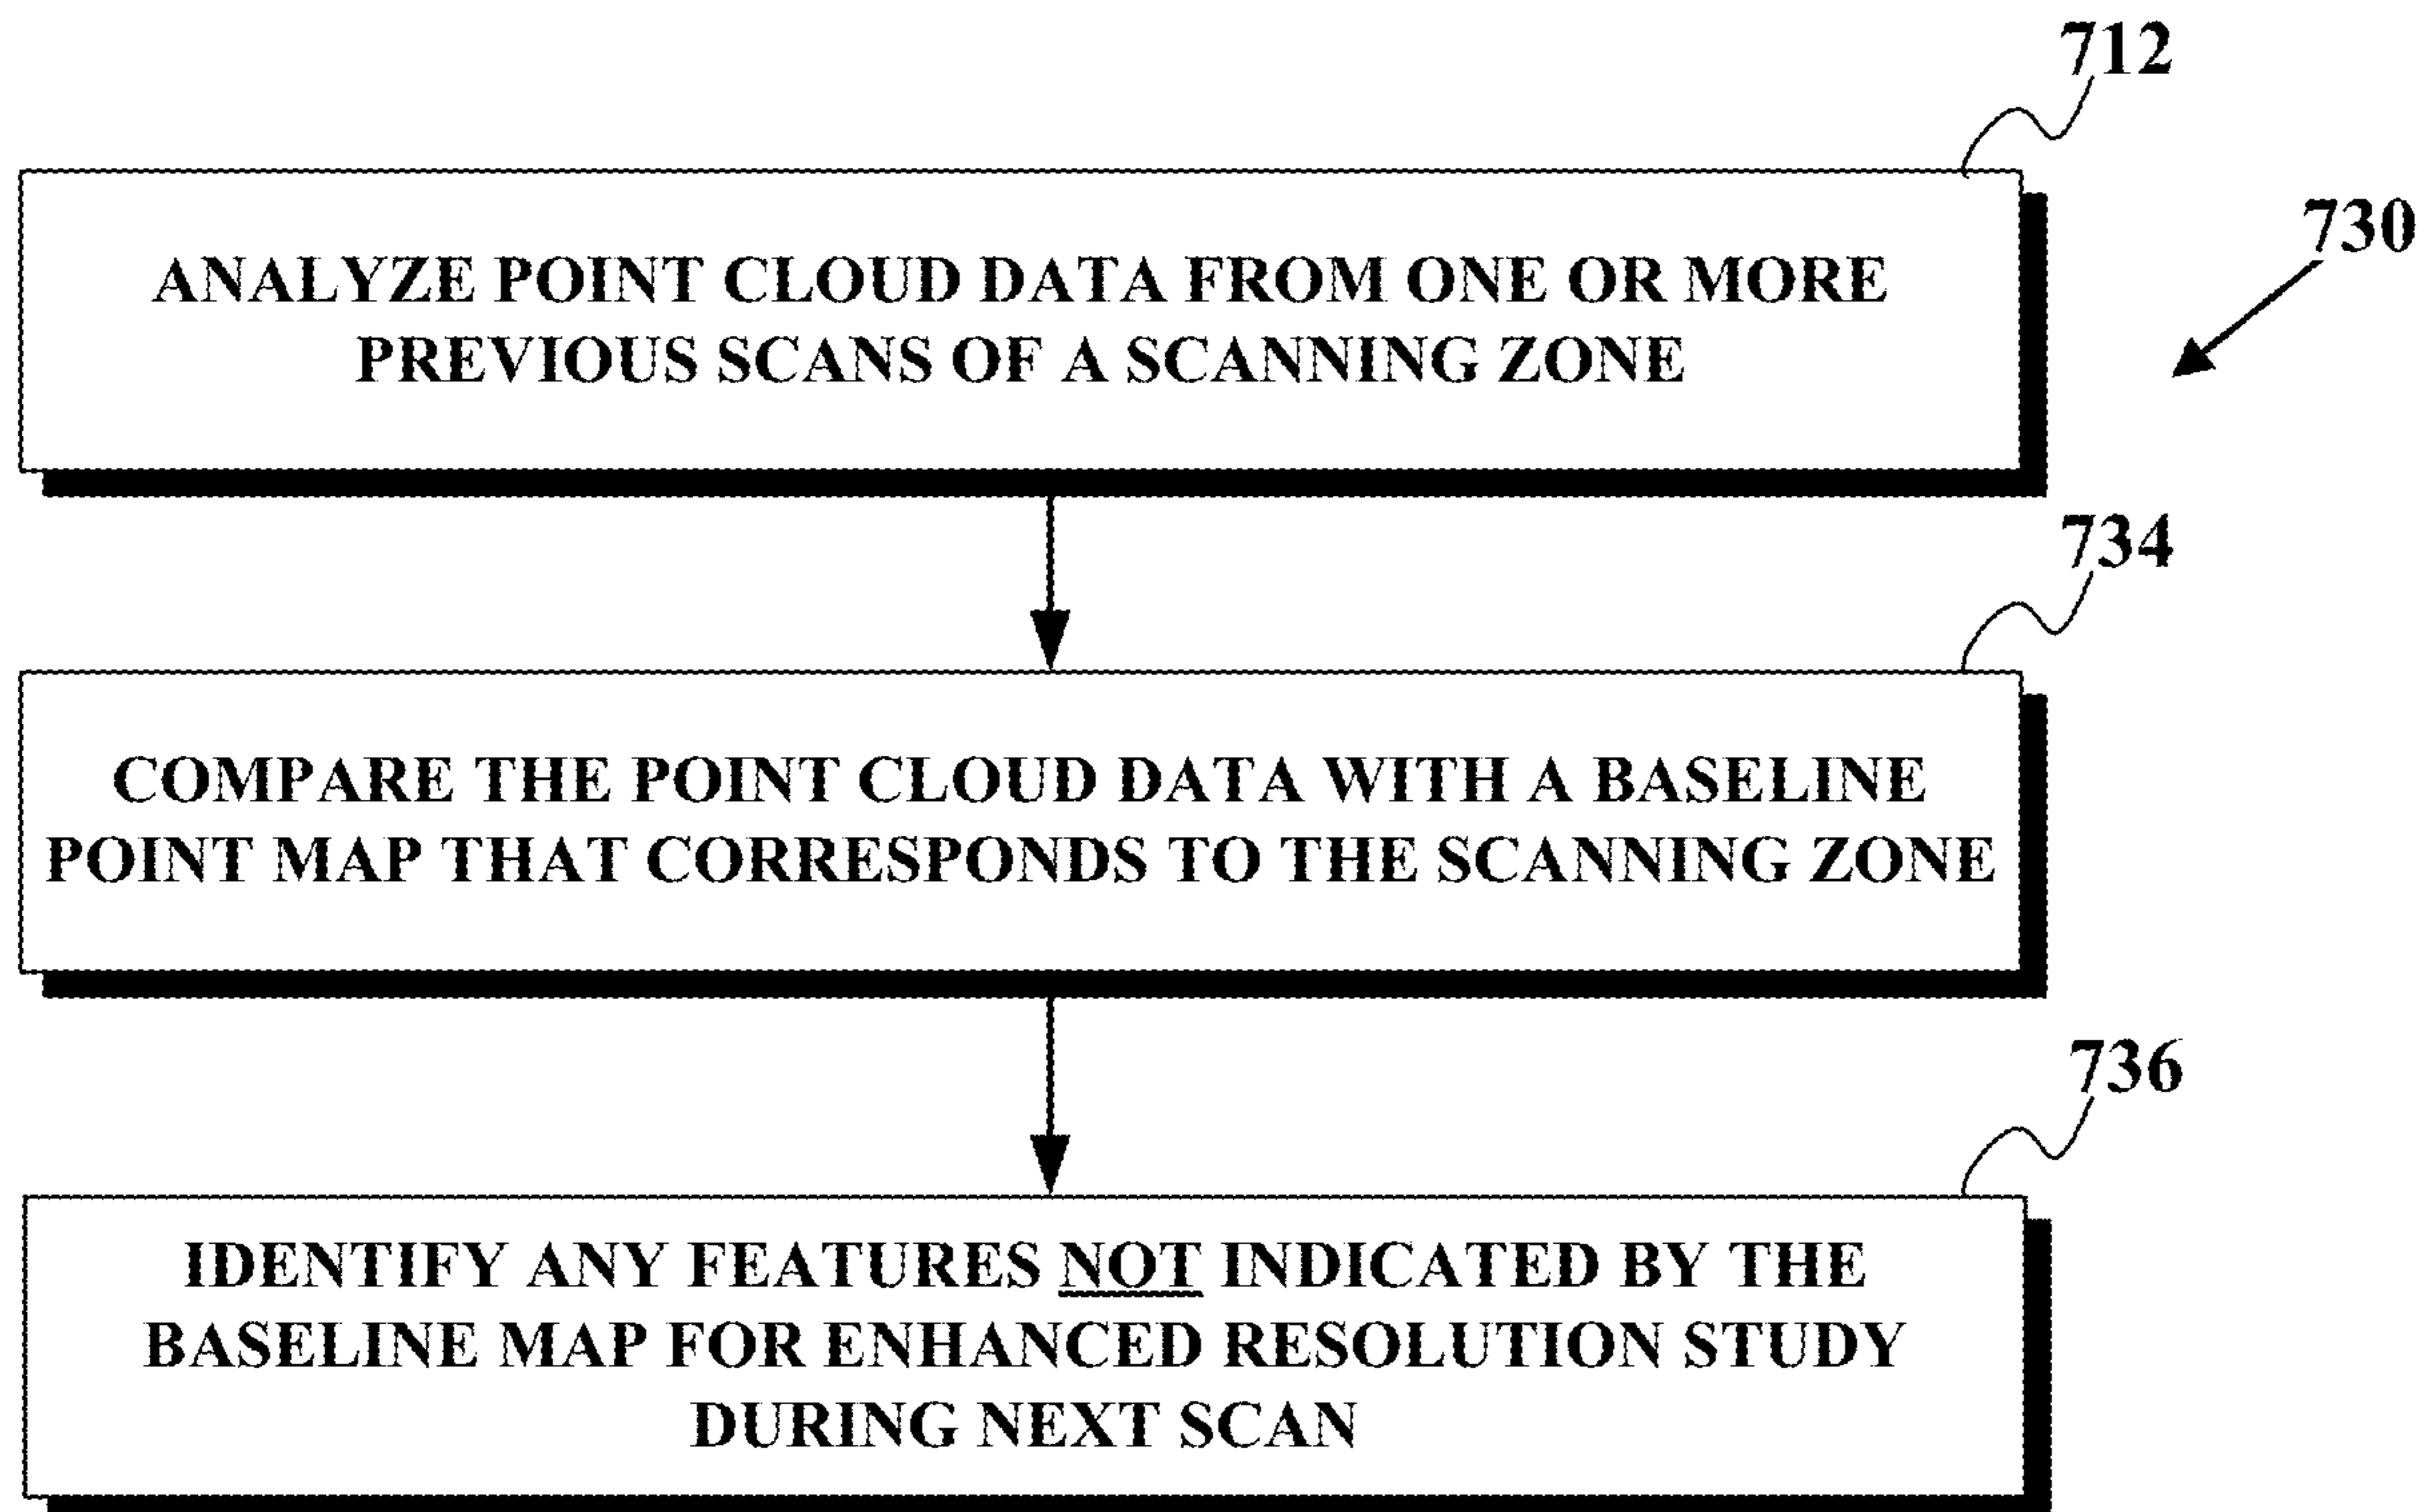 712
730
ANALYZE POINT CLOUD DATA FROM ONE OR MORE
PREVIOUS SCANS OF A SCANNING ZONE
734
COMPARE THE POINT CLOUD DATA WITH A BASELINE
POINT MAP THAT CORRESPONDS TO THE SCANNING ZONE
736
IDENTIFY ANY FEATURES NOT INDICATED BY THE
BASELINE MAP FOR ENHANCED RESOLUTION STUDY
DURING NEXT SCAN